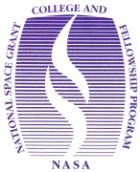 NATIONAL SPACE GRANT
COLLEGE AND
FELLOWSHIP PROGRAM
NASA